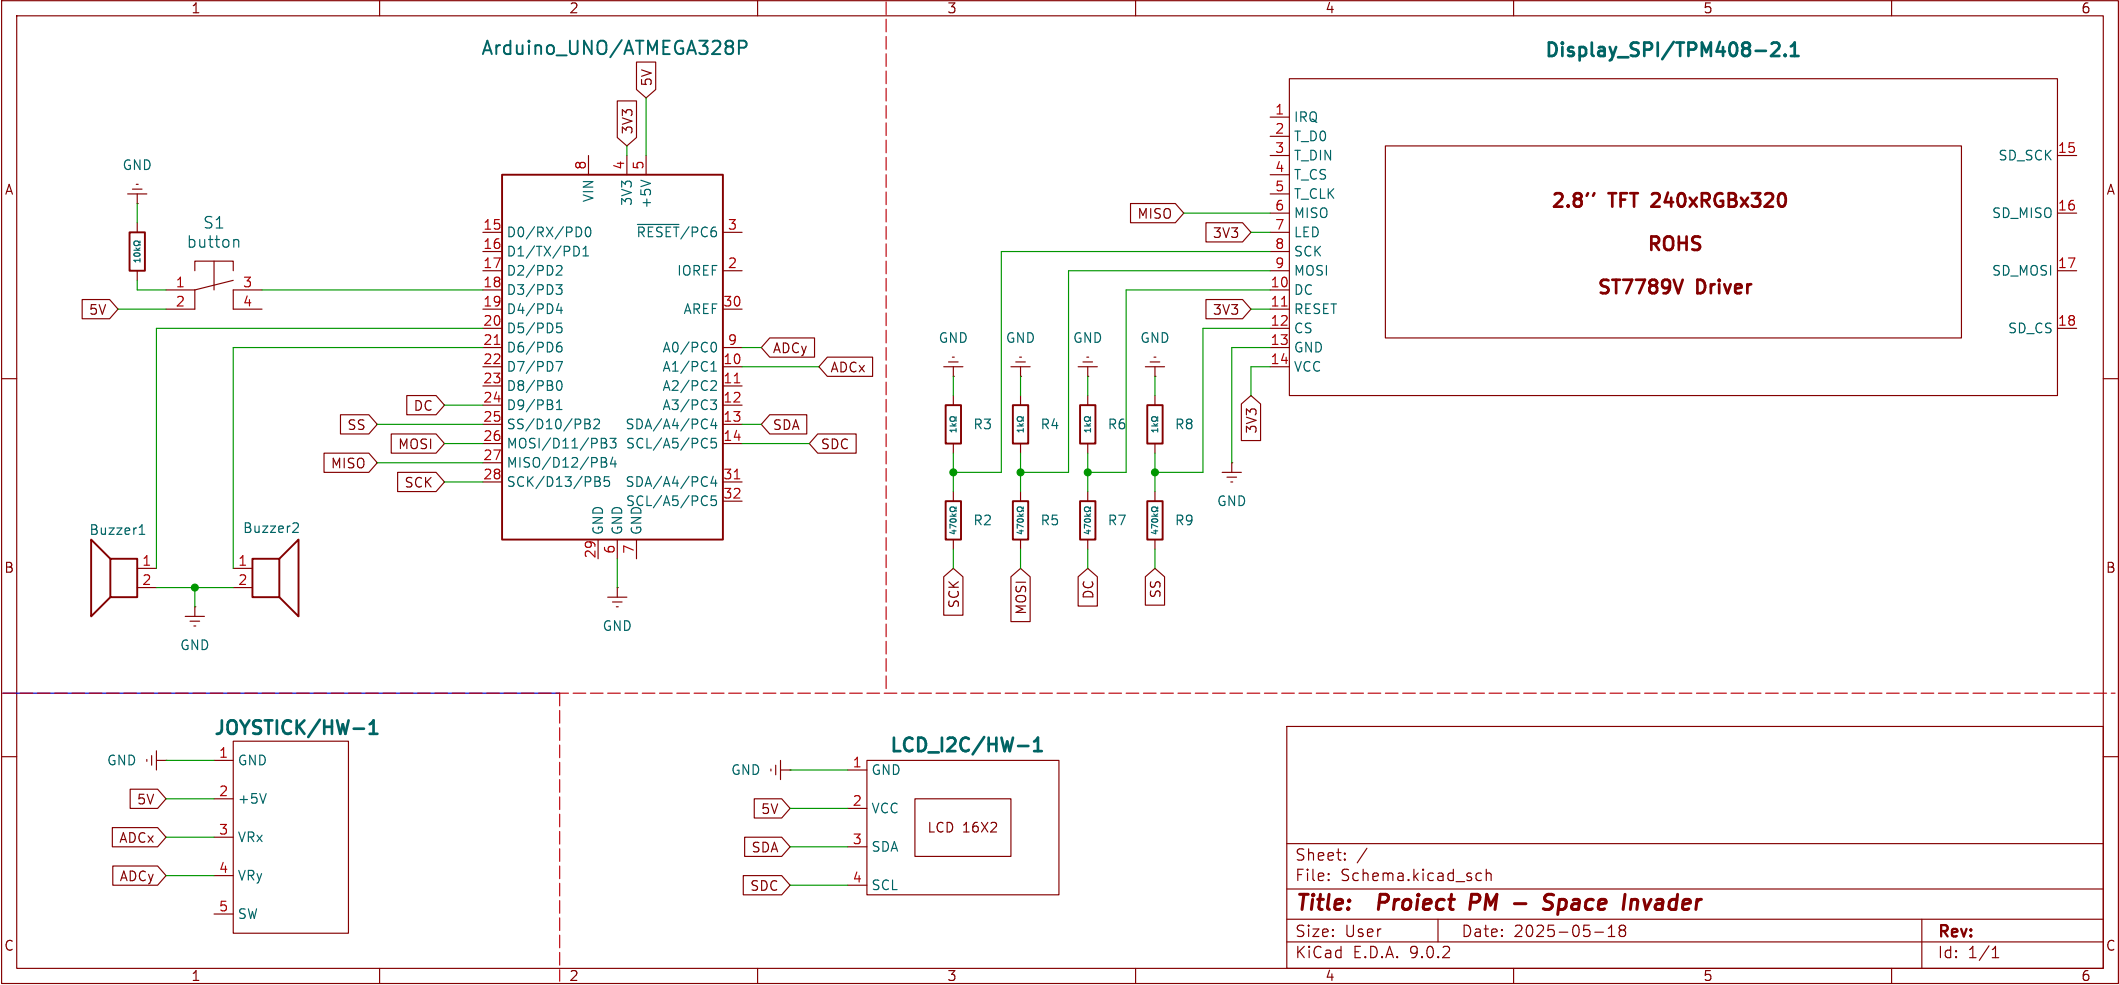 1 2 3 4 5 6
A
B
C
Arduino_UNO/ATMEGA328P
5V
3V3
8 4 5
VIN 3V3 +5V
GND
10kΩ
S1
button
1 3
2 4
5V
15 D0/RX/PD0
16 D1/TX/PD1
17 D2/PD2
18 D3/PD3
19 D4/PD4
20 D5/PD5
21 D6/PD6
22 D7/PD7
23 D8/PB0
DC 24 D9/PB1
SS 25 SS/D10/PB2
MOSI 26 MOSI/D11/PB3
MISO 27 MISO/D12/PB4
SCK 28 SCK/D13/PB5
RESET/PC6 3
IOREF 2
AREF 30
A0/PC0 9 ADCy
A1/PC1 10 ADCx
A2/PC2 11
A3/PC3 12
SDA/A4/PC4 13 SDA
SCL/A5/PC5 14 SDC
SDA/A4/PC4 31
SCL/A5/PC5 32
GND GND GND
29 6 7
GND
Buzzer1 Buzzer2
1 1
2 2
GND
Display_SPI/TPM408-2.1
1 IRQ
2 T_D0
3 T_DIN
4 T_CS
5 T_CLK
MISO 6 MISO
3V3 7 LED
8 SCK
9 MOSI
10 DC
3V3 11 RESET
12 CS
13 GND
14 VCC
3V3
GND
2.8′′ TFT 240xRGBx320
ROHS
ST7789V Driver
SD_SCK 15
SD_MISO 16
SD_MOSI 17
SD_CS 18
GND GND GND GND
1kΩ R3 1kΩ R4 1kΩ R6 1kΩ R8
470kΩ R2 470kΩ R5 470kΩ R7 470kΩ R9
SCK MOSI DC SS
JOYSTICK/HW-1
GND 1 GND
5V 2 +5V
ADCx 3 VRx
ADCy 4 VRy
5 SW
LCD_I2C/HW-1
GND 1 GND
5V 2 VCC
SDA 3 SDA
SDC 4 SCL
LCD 16X2
Sheet: /
File: Schema.kicad_sch
Title: Proiect PM – Space Invader
Size: User Date: 2025-05-18 Rev:
KiCad E.D.A. 9.0.2 Id: 1/1
A
B
C
1 2 3 4 5 6